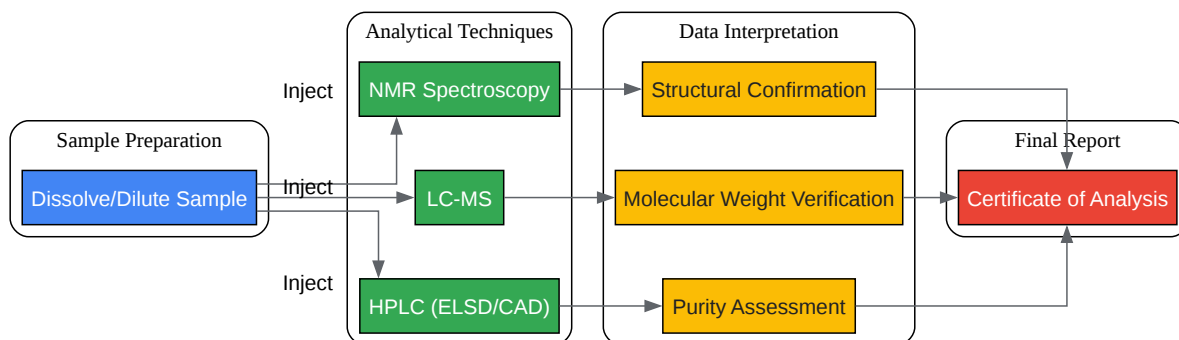 Analytical Techniques
Data Interpretation
Inject
NMR Spectroscopy
Structural Confirmation
Sample Preparation
Final Report
Dissolve/Dilute Sample
Inject
LC-MS
Molecular Weight Verification
Certificate of Analysis
Inject
HPLC (ELSD/CAD)
Purity Assessment